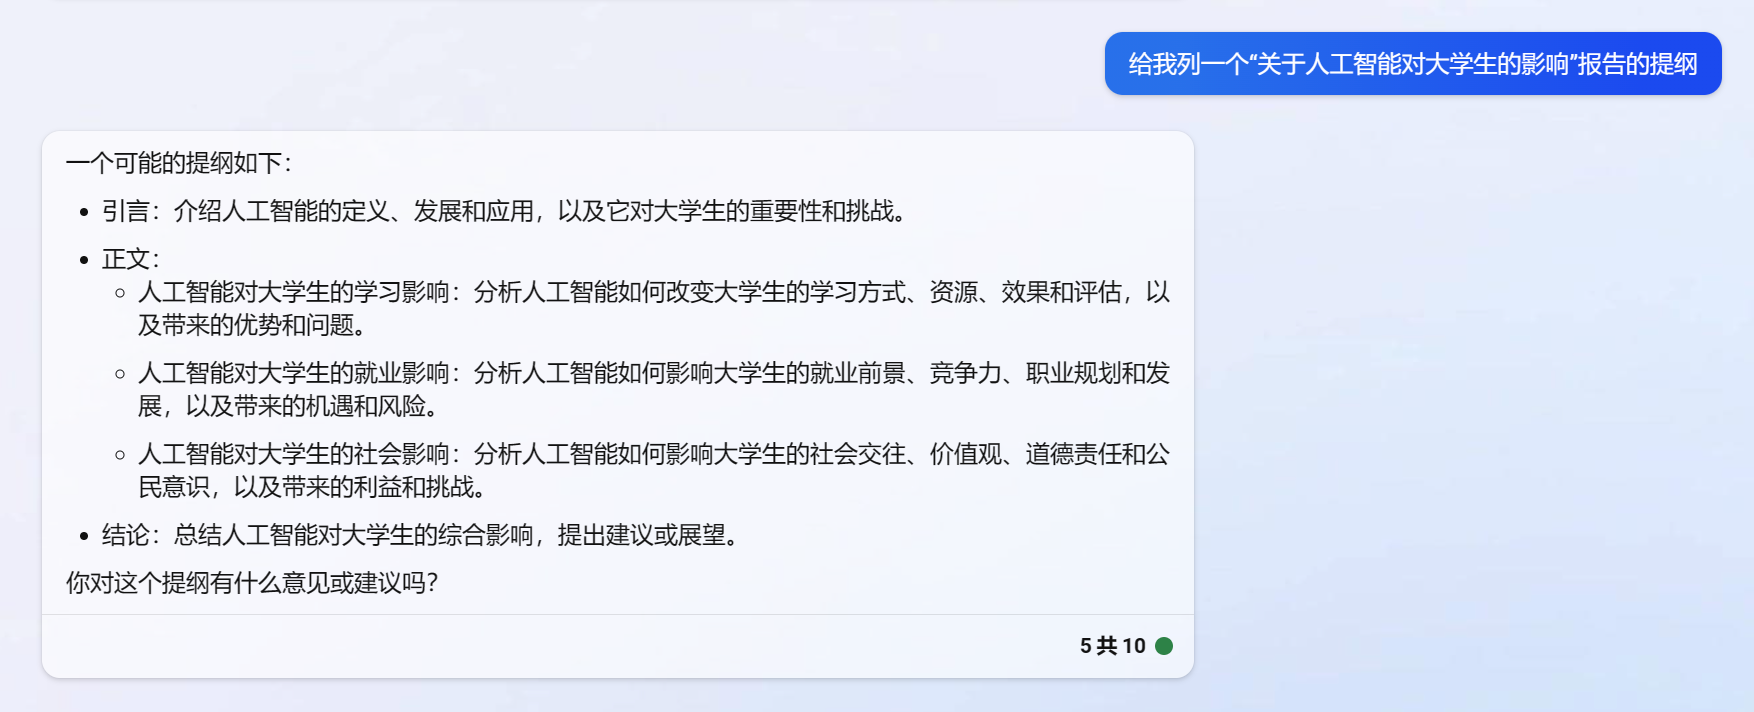 给我列一个“关于人工智能对大学生的影响”报告的提纲
一个可能的提纲如下：
• 引言：介绍人工智能的定义、发展和应用，以及它对大学生的重要性和挑战。
• 正文：
◦ 人工智能对大学生的学习影响：分析人工智能如何改变大学生的学习方式、资源、效果和评估，以
及带来的优势和问题。
◦ 人工智能对大学生的就业影响：分析人工智能如何影响大学生的就业前景、竞争力、职业规划和发
展，以及带来的机遇和风险。
◦ 人工智能对大学生的社会影响：分析人工智能如何影响大学生的社会交往、价值观、道德责任和公
民意识，以及带来的利益和挑战。
• 结论：总结人工智能对大学生的综合影响，提出建议或展望。
你对这个提纲有什么意见或建议吗？
5 共 10